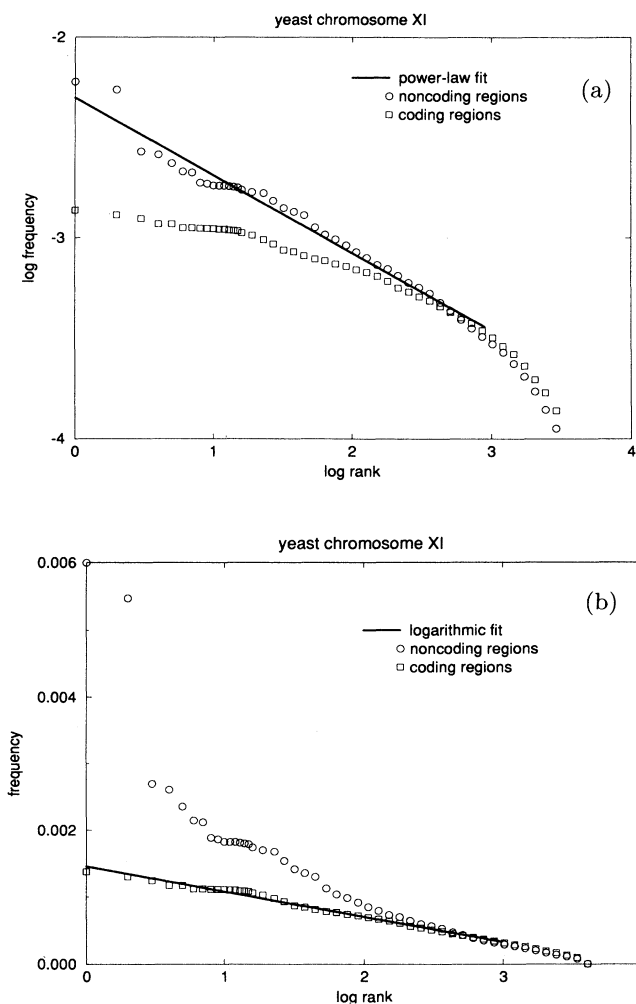 yeast chromosome XI
-2
power-law fit
(a)
noncoding regions
coding regions
log frequency
-3
-4
0
1
2
3
4
log rank
yeast chromosome XI
0.006
(b)
logarithmic fit
noncoding regions
coding regions
0.004
frequency
0.002
0.000
0
1
2
3
log rank